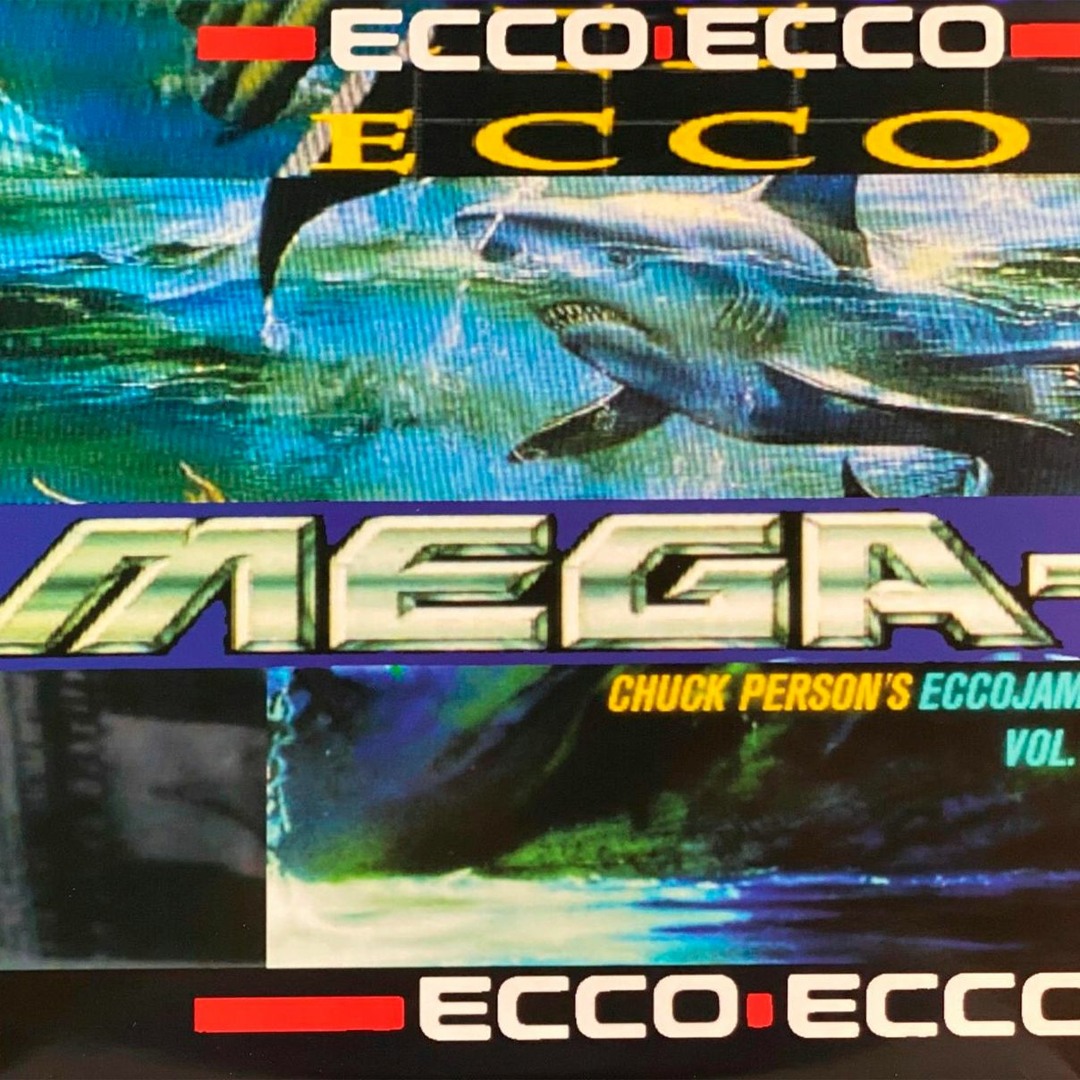 ECCO ECCO
ECCO
MEGA-
CHUCK PERSON'S ECCOJAM
VOL.
ECCO ECCO